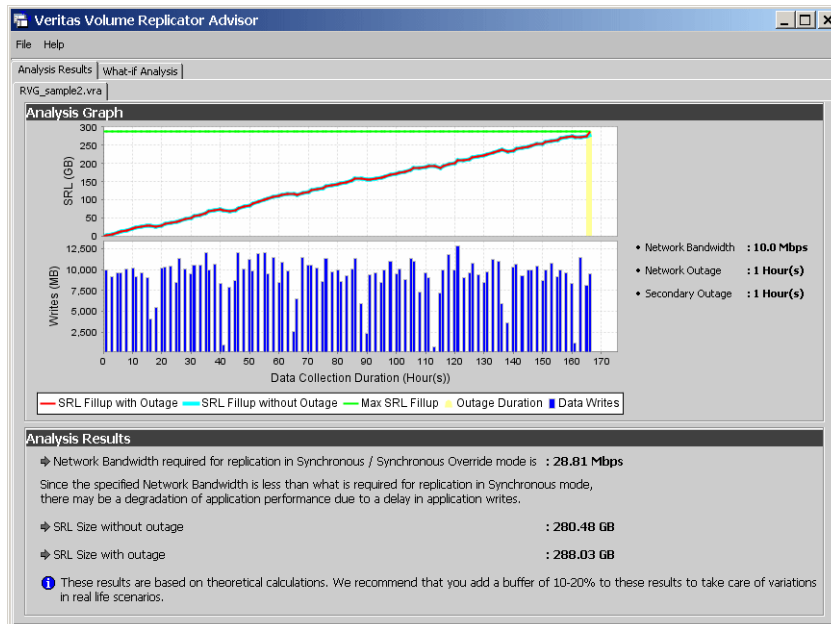 Veritas Volume Replicator Advisor
File Help
Analysis Results What-if Analysis
RVG_sample2.vra
Analysis Graph
SRL (GB)
300
250
200
150
100
50
0
Writes (MB)
12,500
10,000
7,500
5,000
2,500
0 10 20 30 40 50 60 70 80 90 100 110 120 130 140 150 160 170
Data Collection Duration (Hour(s))
Network Bandwidth : 10.0 Mbps
Network Outage : 1 Hour(s)
Secondary Outage : 1 Hour(s)
SRL Fillup with Outage SRL Fillup without Outage Max SRL Fillup Outage Duration Data Writes
Analysis Results
Network Bandwidth required for replication in Synchronous / Synchronous Override mode is : 28.81 Mbps
Since the specified Network Bandwidth is less than what is required for replication in Synchronous mode,
there may be a degradation of application performance due to a delay in application writes.
SRL Size without outage : 280.48 GB
SRL Size with outage : 288.03 GB
These results are based on theoretical calculations. We recommend that you add a buffer of 10-20% to these results to take care of variations
in real life scenarios.